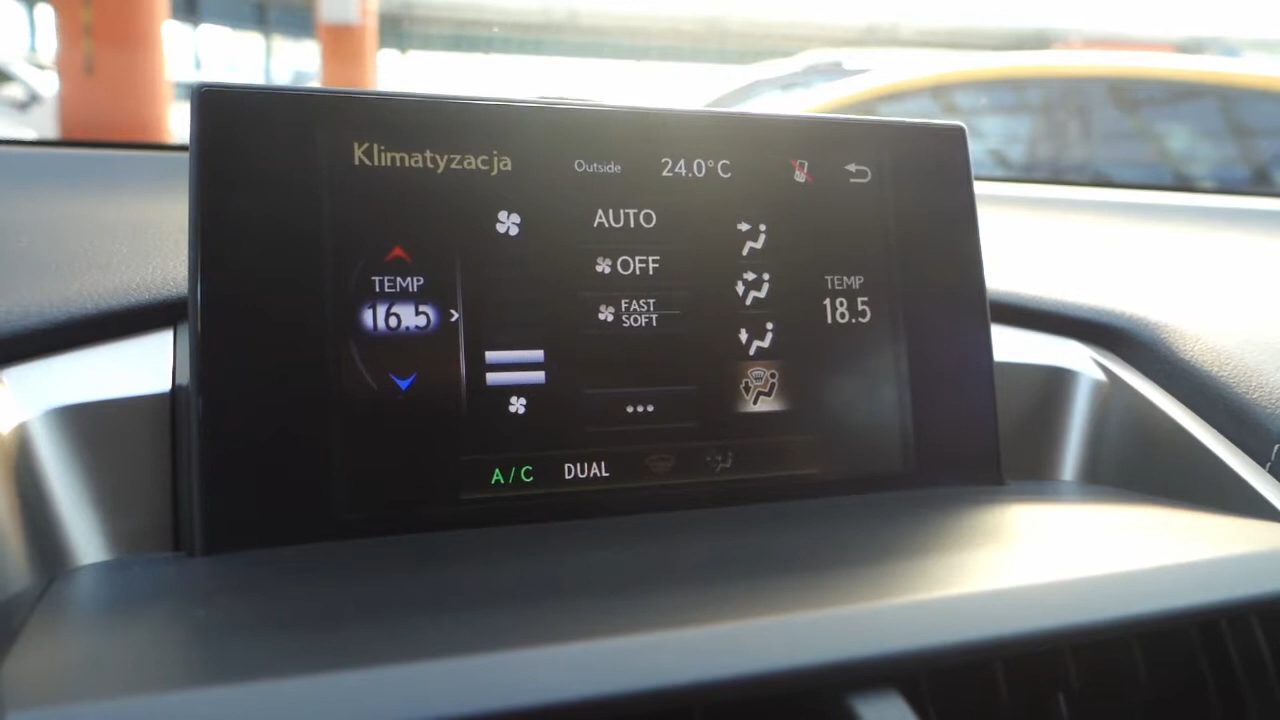 Klimatyzacja
Outside 24.0°C
AUTO
OFF
FAST
SOFT
TEMP
16.5
TEMP
18.5
A/C DUAL